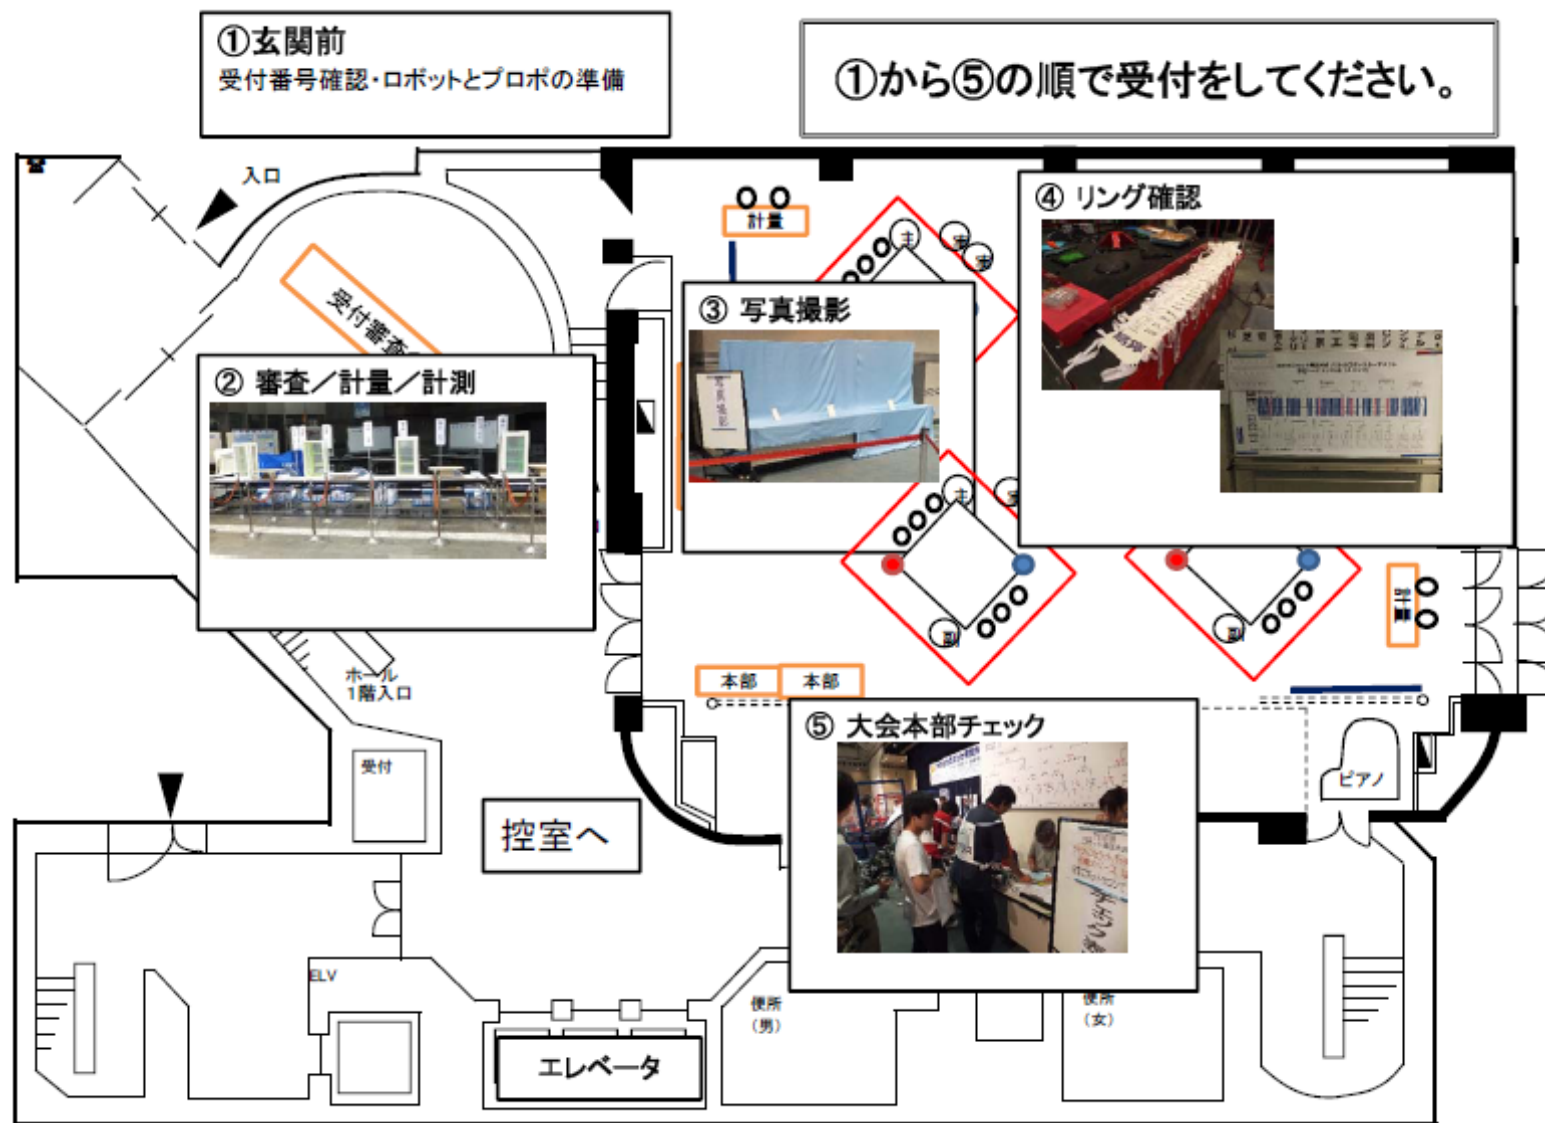 ①玄関前
受付番号確認・ロボットとプロポの準備
①から⑤の順で受付をしてください。
入口
計量
主
④ リング確認
受付審査
③ 写真撮影
写真撮影
② 審査／計量／計測
主
計量
副
副
ホール
1階入口
本部
本部
⑤ 大会本部チェック
受付
控室へ
ピアノ
ELV
エレベータ
便所
（男）
便所
（女）